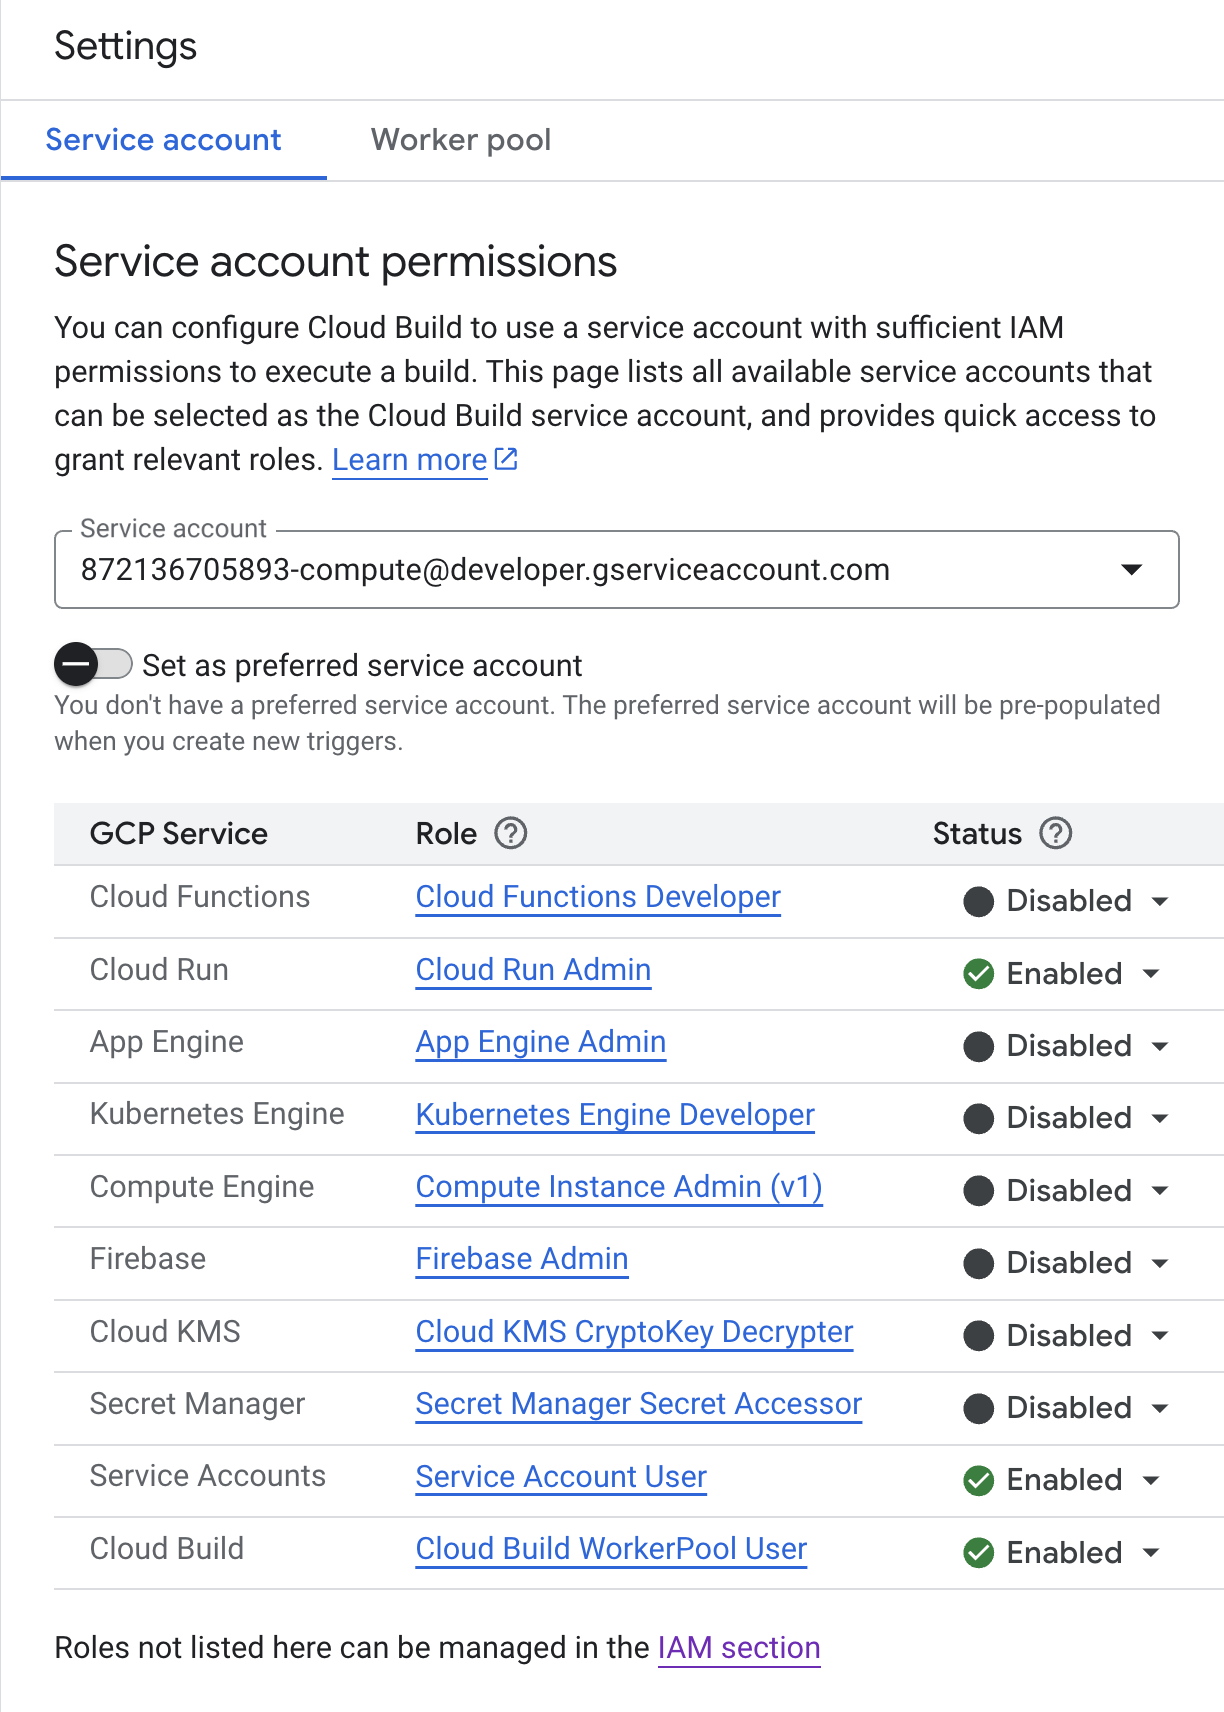 Settings
Service account Worker pool
Service account permissions
You can configure Cloud Build to use a service account with sufficient IAM
permissions to execute a build. This page lists all available service accounts that
can be selected as the Cloud Build service account, and provides quick access to
grant relevant roles. Learn more
Service account
872136705893-compute@developer.gserviceaccount.com
Set as preferred service account
You don't have a preferred service account. The preferred service account will be pre-populated
when you create new triggers.
GCP Service Role Status
Cloud Functions Cloud Functions Developer Disabled
Cloud Run Cloud Run Admin Enabled
App Engine App Engine Admin Disabled
Kubernetes Engine Kubernetes Engine Developer Disabled
Compute Engine Compute Instance Admin (v1) Disabled
Firebase Firebase Admin Disabled
Cloud KMS Cloud KMS CryptoKey Decrypter Disabled
Secret Manager Secret Manager Secret Accessor Disabled
Service Accounts Service Account User Enabled
Cloud Build Cloud Build WorkerPool User Enabled
Roles not listed here can be managed in the IAM section